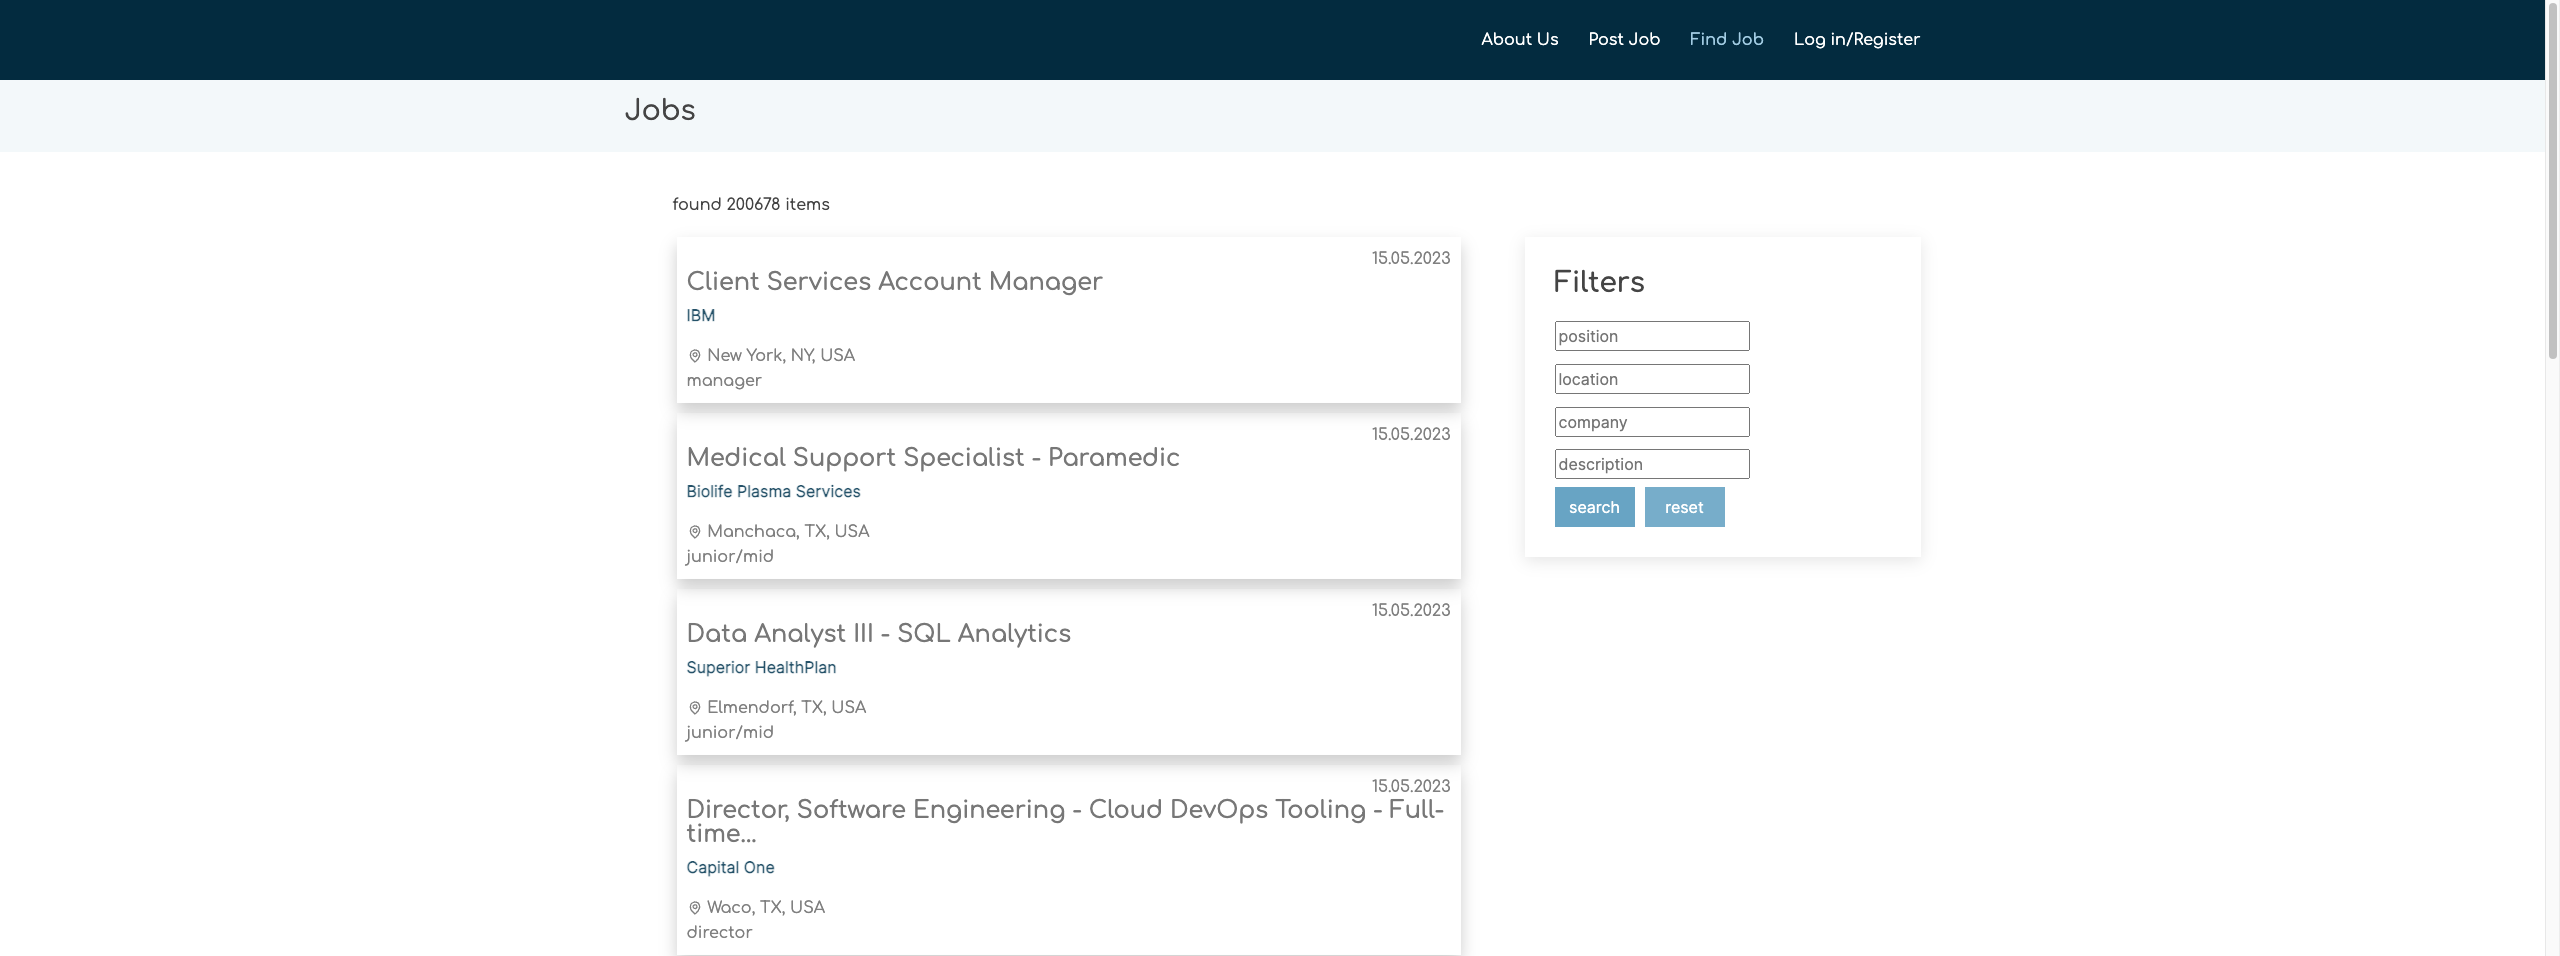 About Us Post Job Find Job Log in/Register
Jobs
found 200678 items
15.05.2023
Client Services Account Manager
IBM
New York, NY, USA
manager
15.05.2023
Medical Support Specialist - Paramedic
Biolife Plasma Services
Manchaca, TX, USA
junior/mid
15.05.2023
Data Analyst III - SQL Analytics
Superior HealthPlan
Elmendorf, TX, USA
junior/mid
15.05.2023
Director, Software Engineering - Cloud DevOps Tooling - Full-
time...
Capital One
Waco, TX, USA
director
Filters
position
location
company
description
search reset